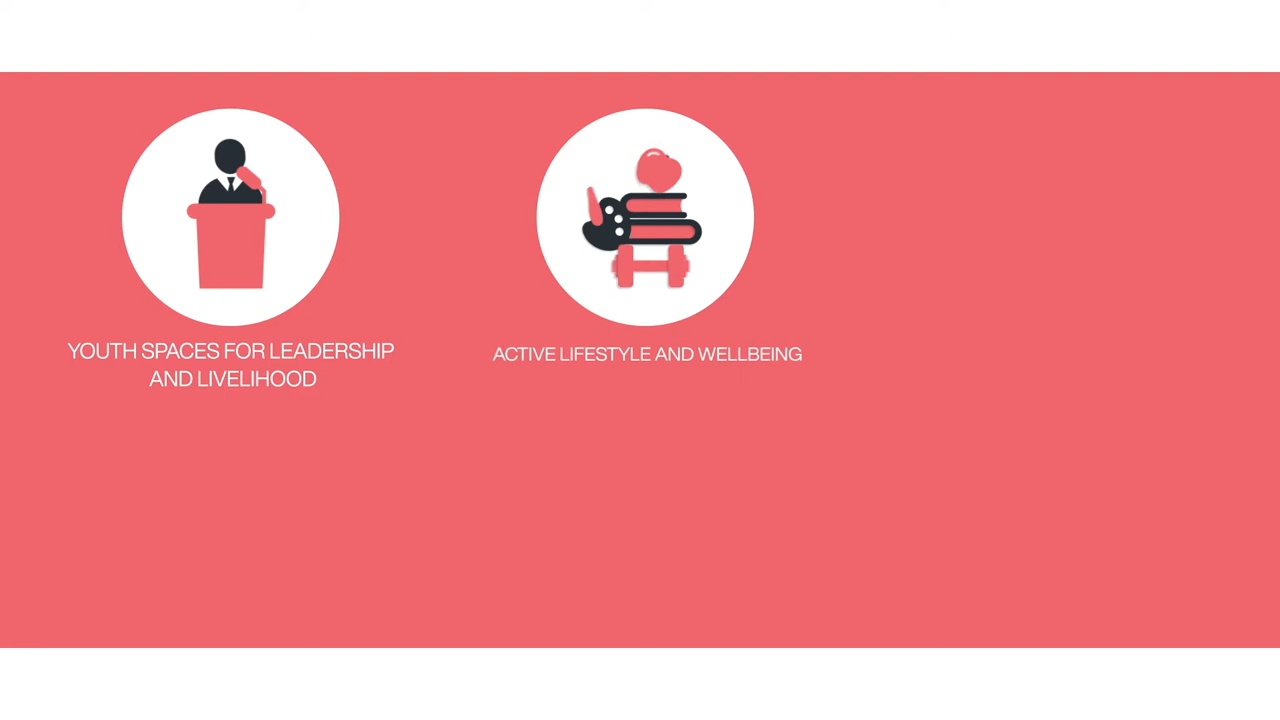 YOUTH SPACES FOR LEADERSHIP
AND LIVELIHOOD
ACTIVE LIFESTYLE AND WELLBEING